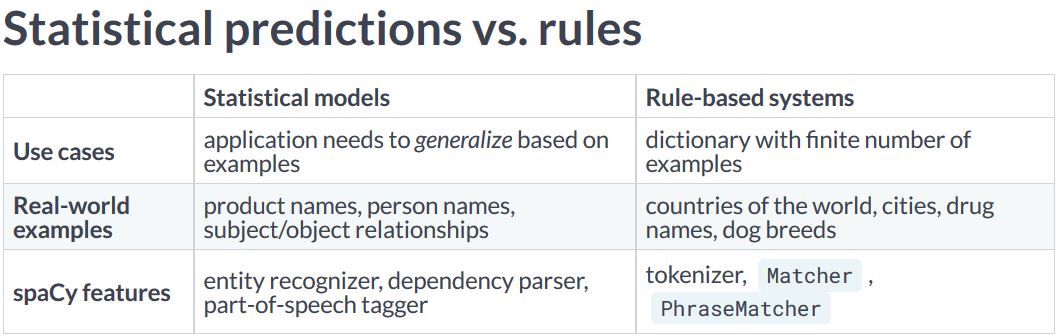 Statistical predictions vs. rules
Statistical models
Rule-based systems
Use cases
application needs to generalize based on
examples
dictionary with finite number of
examples
Real-world
examples
product names, person names,
subject/object relationships
countries of the world, cities, drug
names, dog breeds
spaCy features
entity recognizer, dependency parser,
part-of-speech tagger
tokenizer, Matcher ,
PhraseMatcher